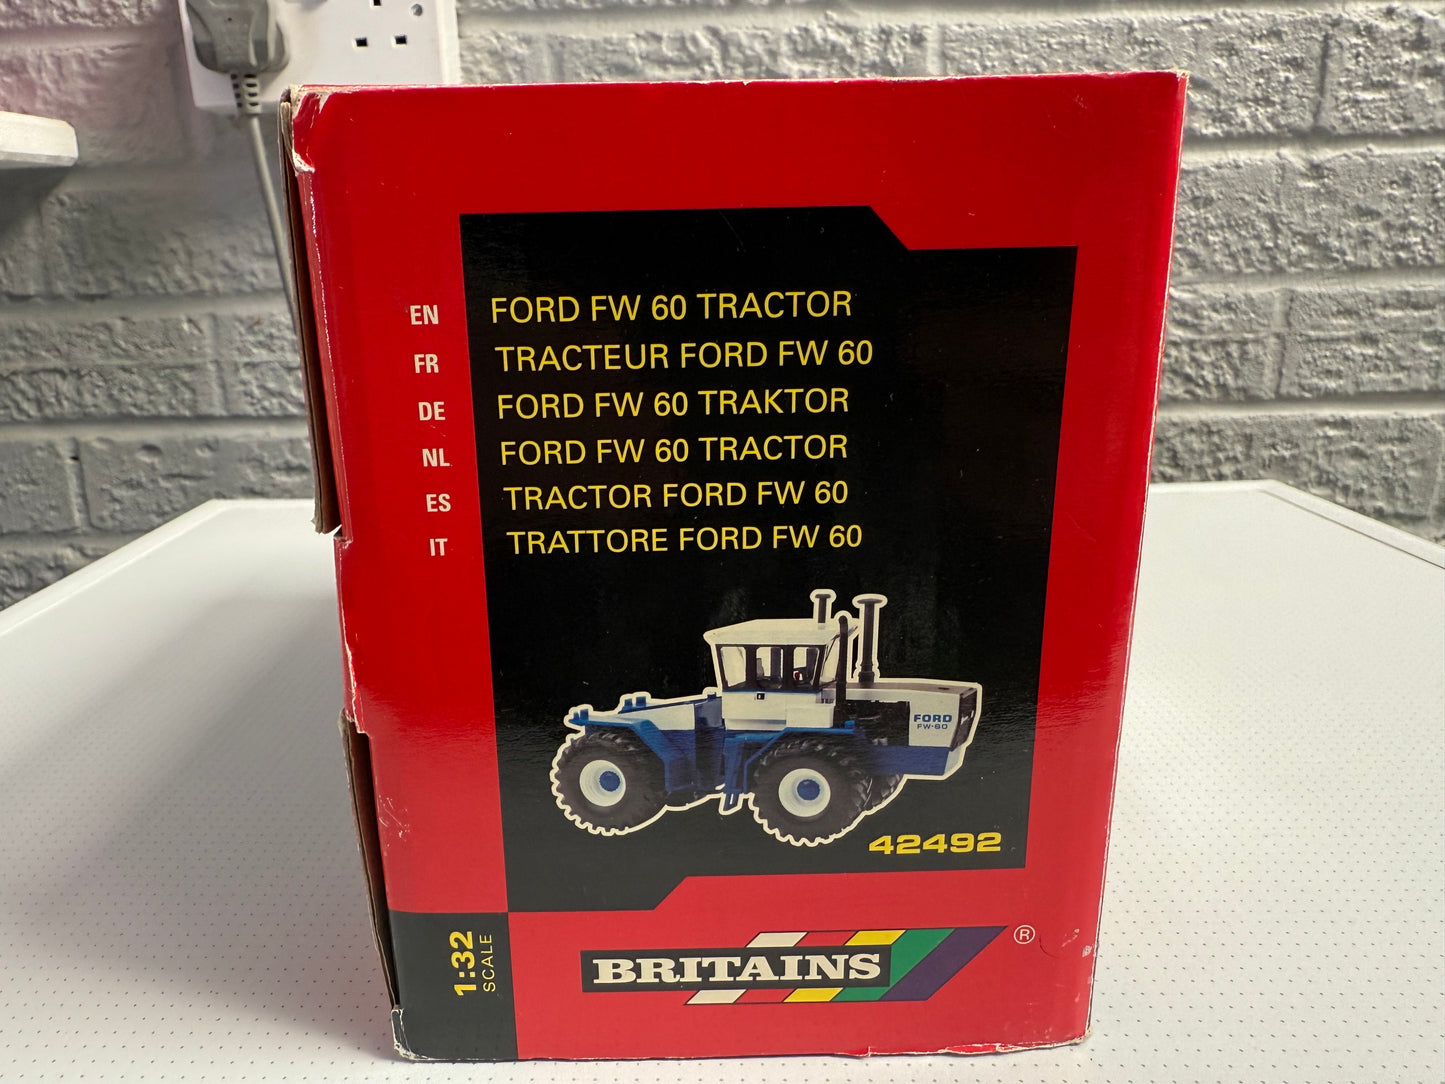 EN FORD FW 60 TRACTOR
FR TRACTEUR FORD FW 60
DE FORD FW 60 TRAKTOR
NL FORD FW 60 TRACTOR
ES TRACTOR FORD FW 60
IT TRATTORE FORD FW 60
FORD
FW-60
42492
1:32
SCALE
BRITAINS ®